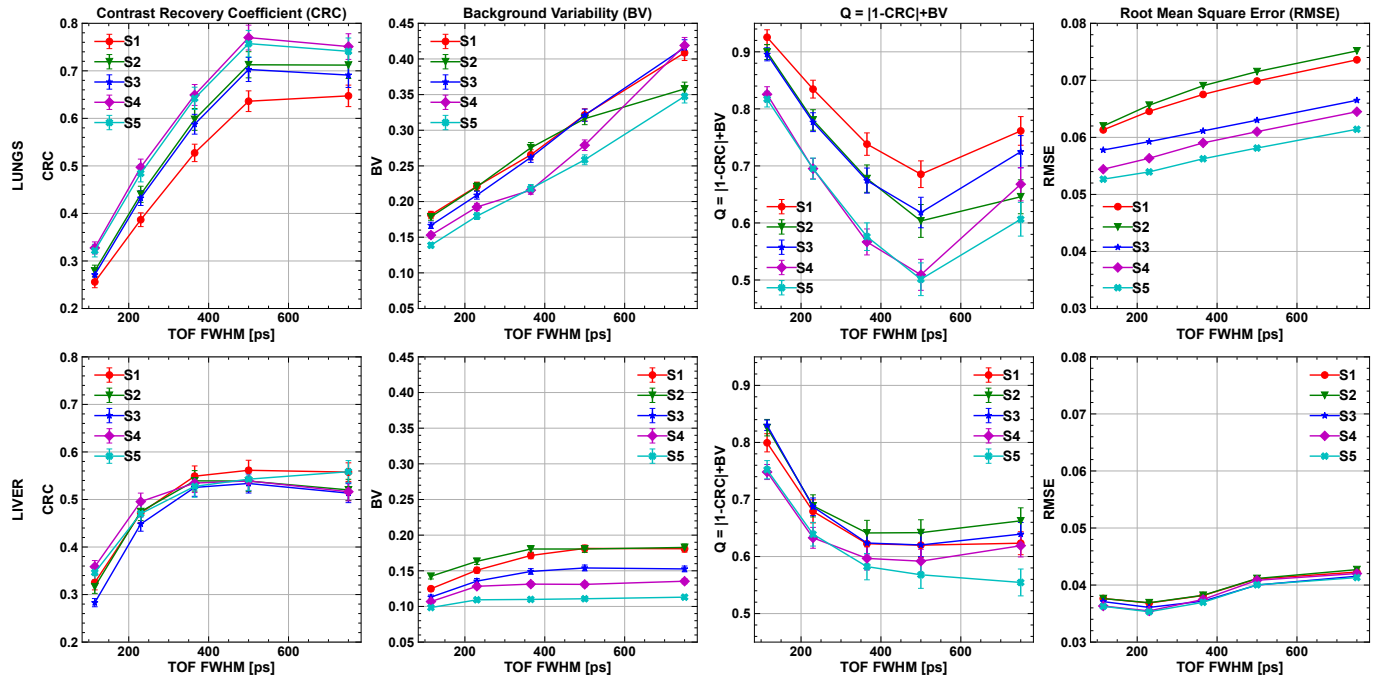 Contrast Recovery Coefficient (CRC)
0.8
0.7
0.6
0.5
0.4
0.3
0.2
LUNGS
CRC
S1
S2
S3
S4
S5
200
400
600
TOF FWHM [ps]
Background Variability (BV)
0.45
0.40
0.35
0.30
0.25
0.20
0.15
0.10
0.05
BV
S1
S2
S3
S4
S5
200
400
600
TOF FWHM [ps]
Q = |1-CRC|+BV
0.9
0.8
0.7
0.6
0.5
Q = |1-CRC|+BV
S1
S2
S3
S4
S5
200
400
600
TOF FWHM [ps]
Root Mean Square Error (RMSE)
0.08
0.07
0.06
0.05
0.04
0.03
RMSE
S1
S2
S3
S4
S5
200
400
600
TOF FWHM [ps]
0.8
0.7
0.6
0.5
0.4
0.3
0.2
LIVER
CRC
S1
S2
S3
S4
S5
200
400
600
TOF FWHM [ps]
0.45
0.40
0.35
0.30
0.25
0.20
0.15
0.10
0.05
BV
S1
S2
S3
S4
S5
200
400
600
TOF FWHM [ps]
0.9
0.8
0.7
0.6
0.5
Q = |1-CRC|+BV
S1
S2
S3
S4
S5
200
400
600
TOF FWHM [ps]
0.08
0.07
0.06
0.05
0.04
0.03
RMSE
S1
S2
S3
S4
S5
200
400
600
TOF FWHM [ps]